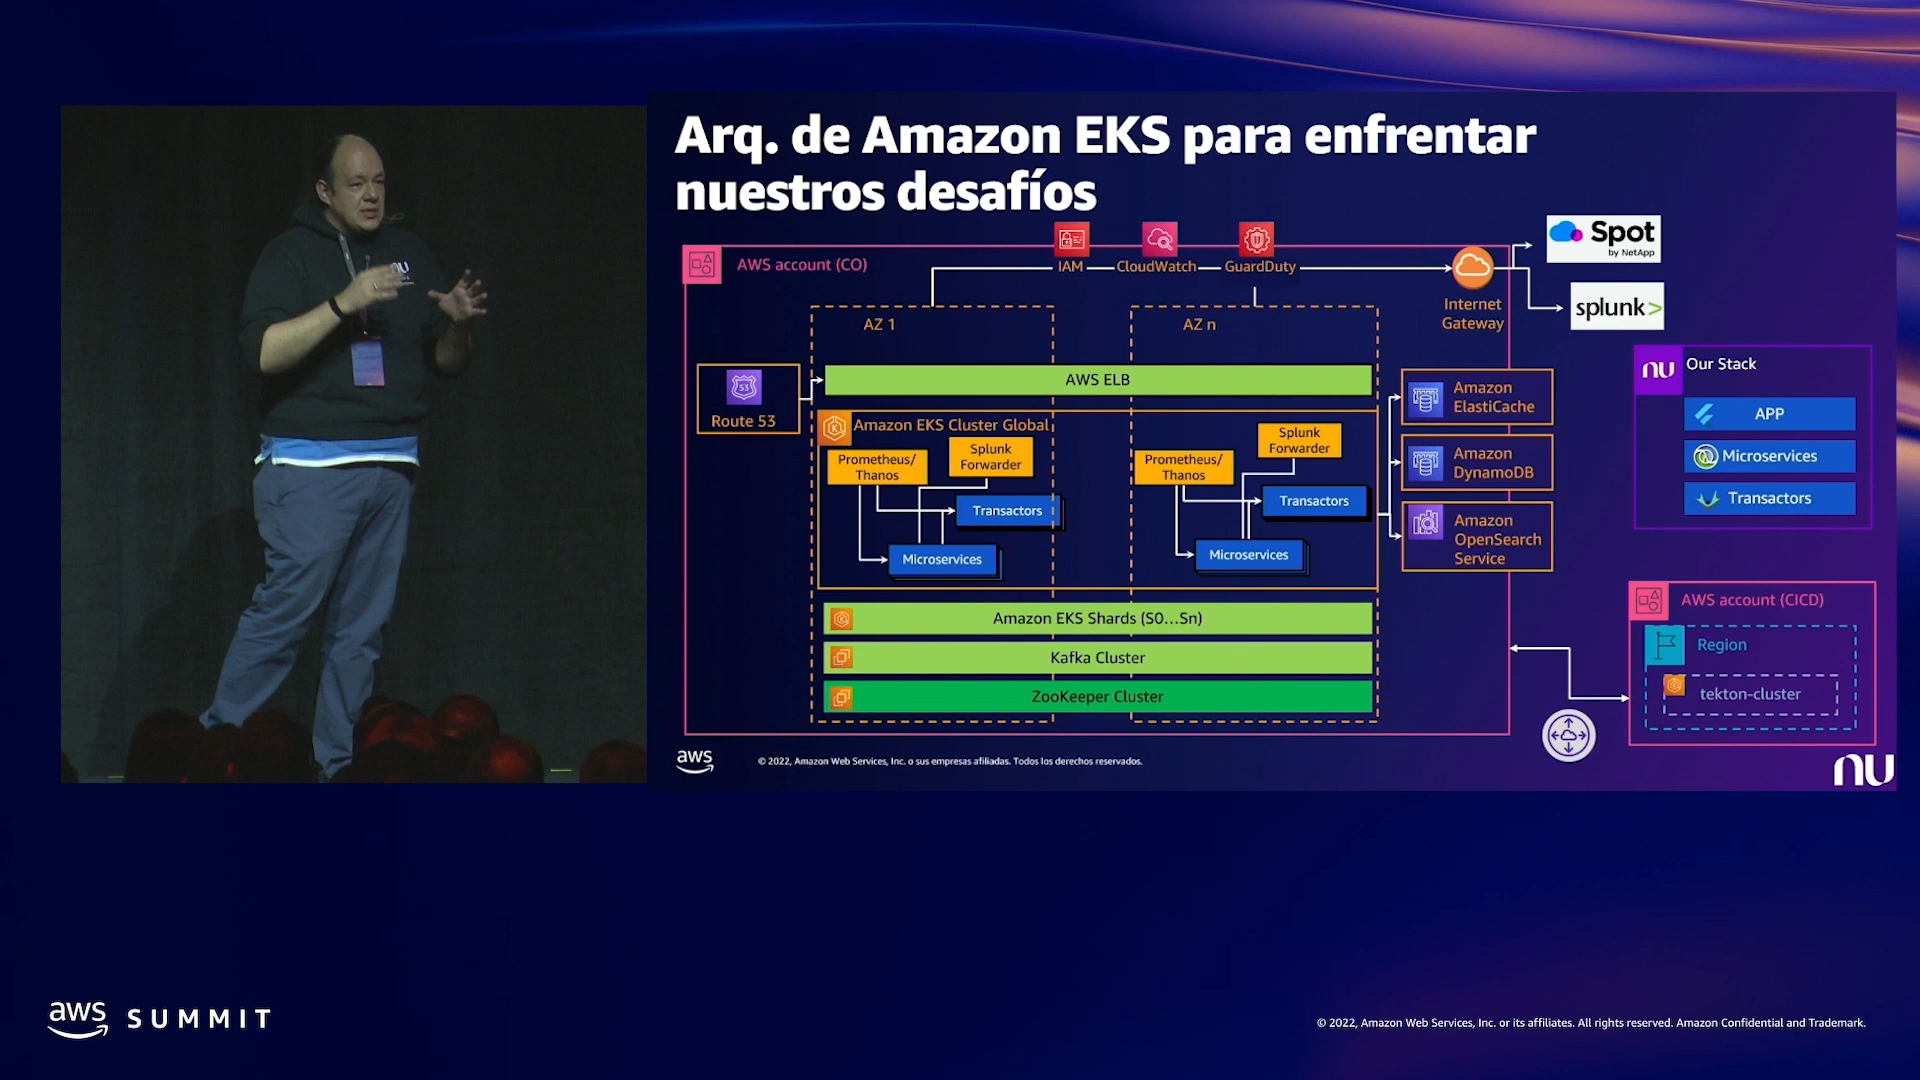 Arq. de Amazon EKS para enfrentar
nuestros desafíos
AWS account (CO)
IAM
CloudWatch
GuardDuty
Internet
Gateway
Spot
by NetApp
splunk>
AZ 1
AZ n
Route 53
AWS ELB
Amazon EKS Cluster Global
Prometheus/
Thanos
Splunk
Forwarder
Transactors
Microservices
Prometheus/
Thanos
Splunk
Forwarder
Transactors
Microservices
Amazon
ElastiCache
Amazon
DynamoDB
Amazon
OpenSearch
Service
Amazon EKS Shards (S0...Sn)
Kafka Cluster
ZooKeeper Cluster
nu
Our Stack
APP
Microservices
Transactors
AWS account (CICD)
Region
tekton-cluster
aws
© 2022, Amazon Web Services, Inc. o sus empresas afiliadas. Todos los derechos reservados.
nu
aws SUMMIT
© 2022, Amazon Web Services, Inc. or its affiliates. All rights reserved. Amazon Confidential and Trademark.